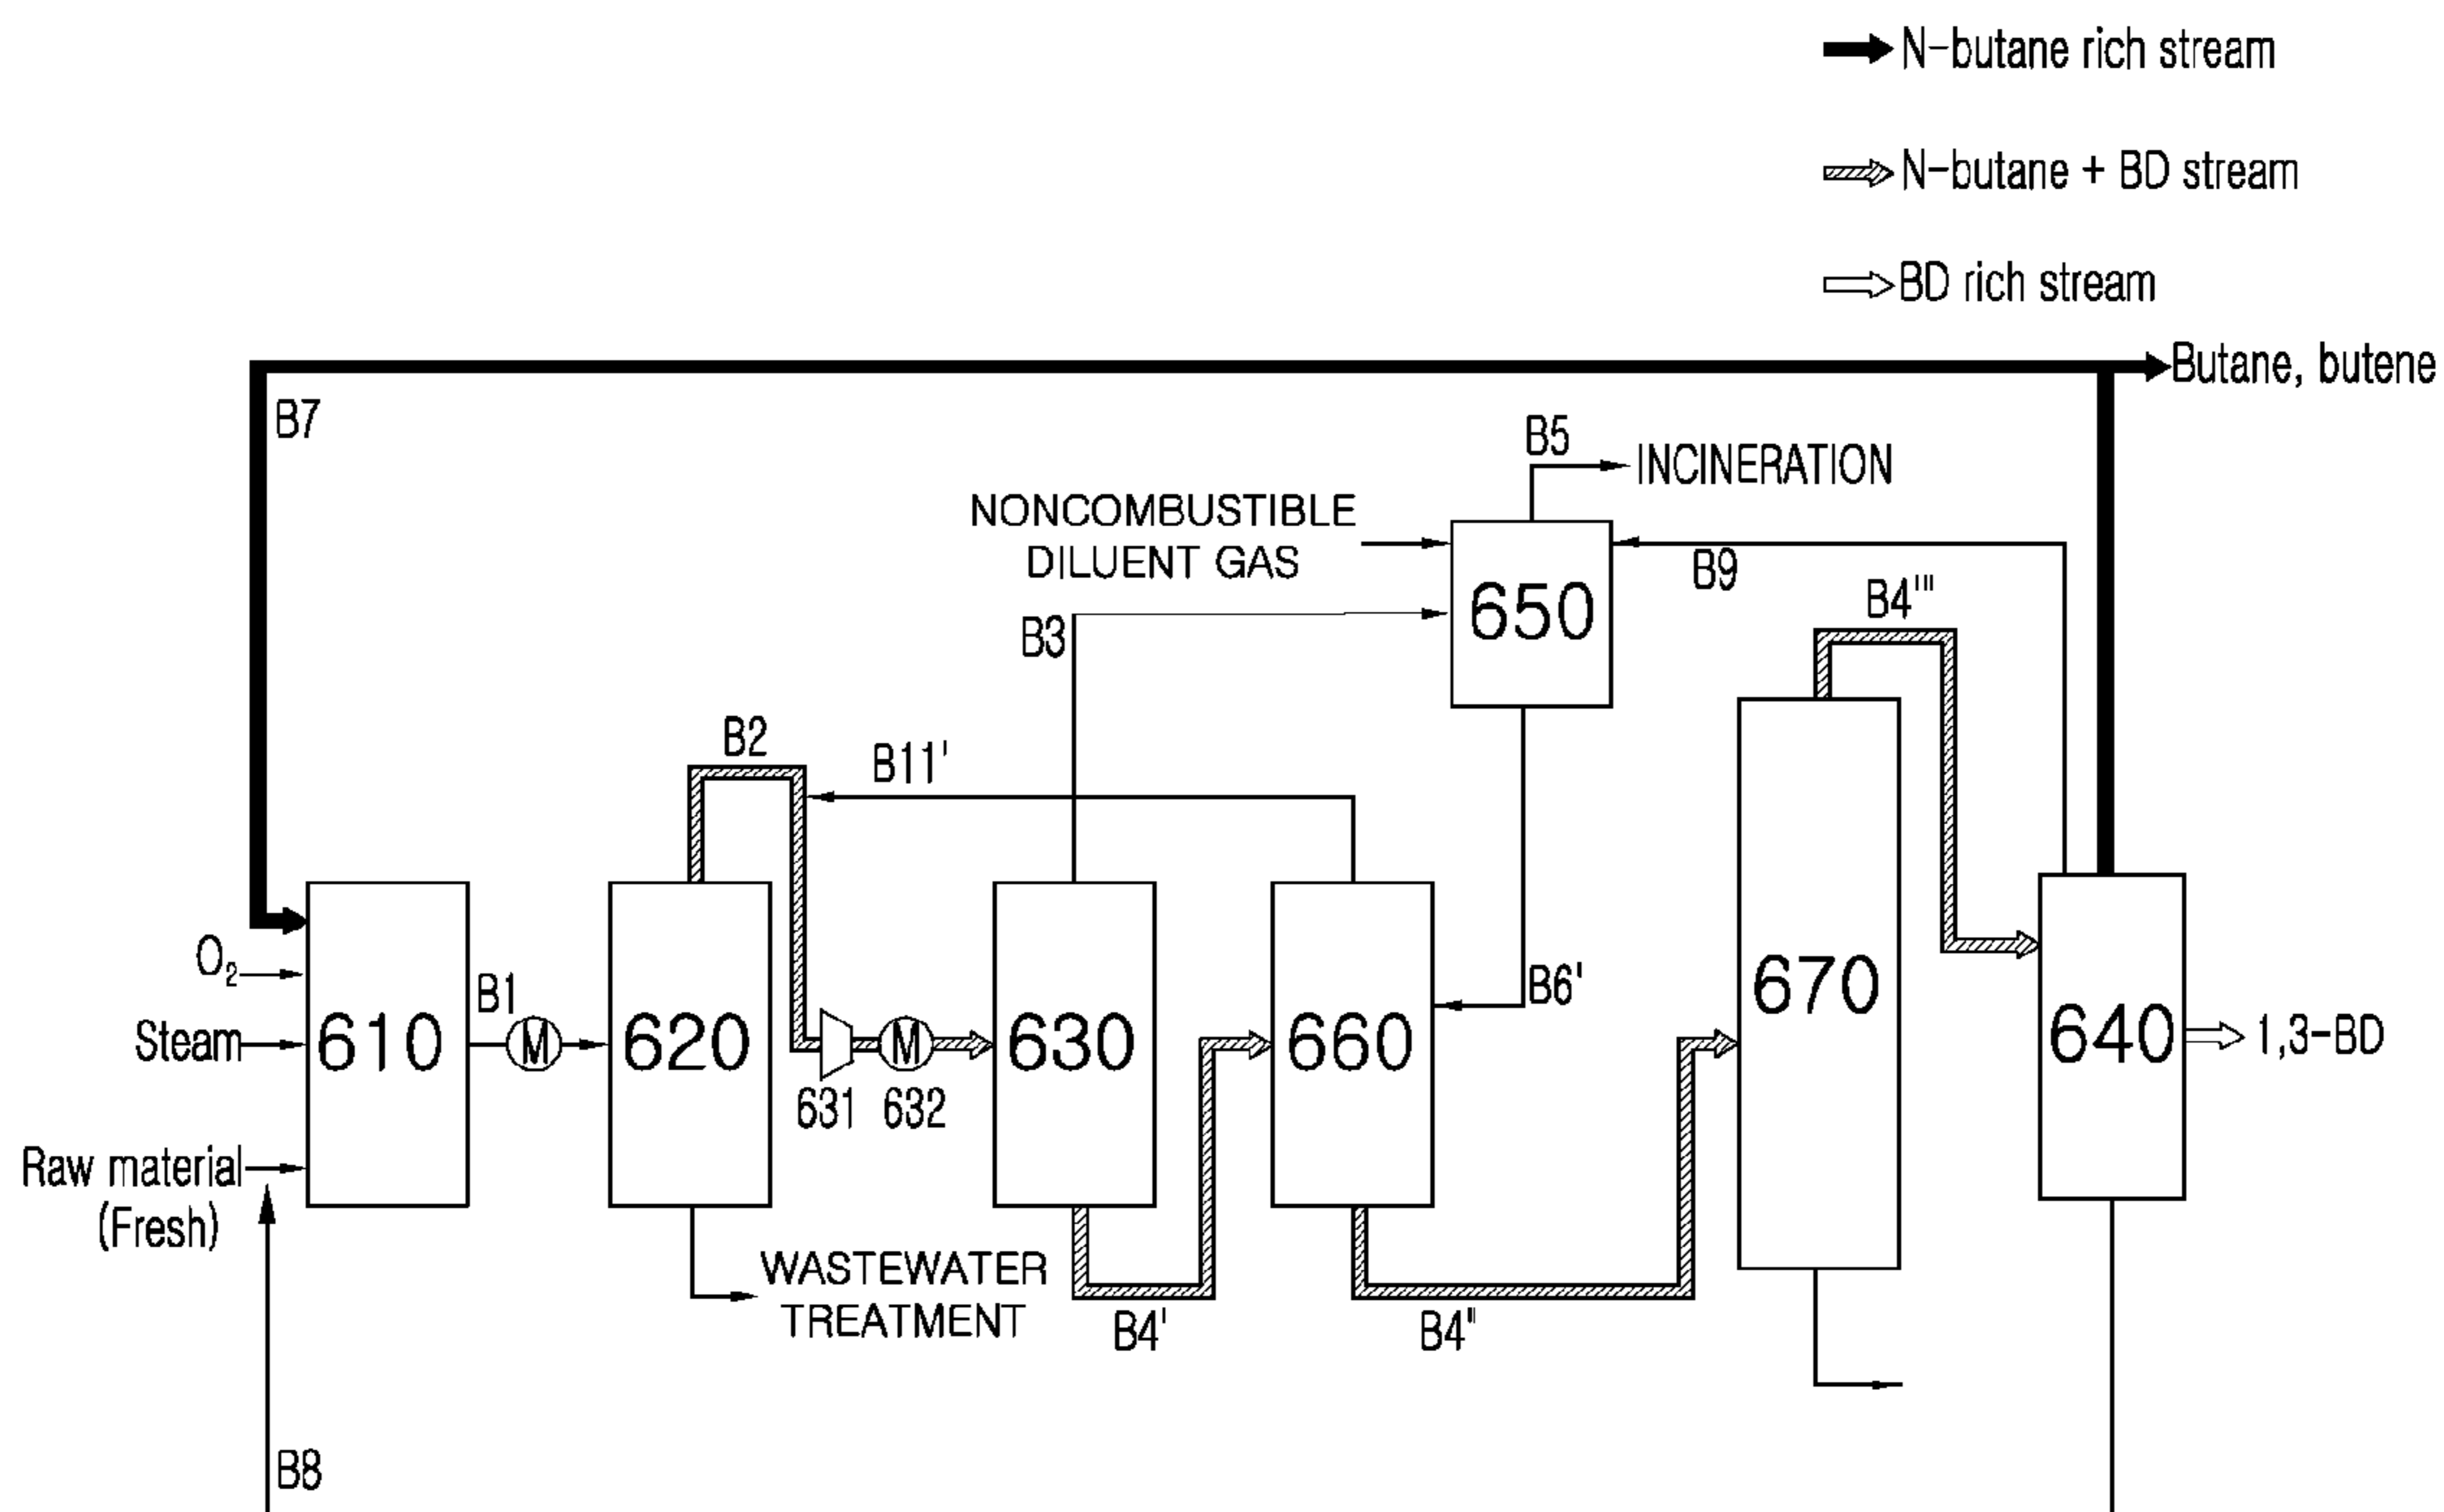 N-butane rich stream
N-butane + BD stream
BD rich stream
Butane, butene
B7
B5
INCINERATION
NONCOMBUSTIBLE
DILUENT GAS
B9
650
B4'''
B3
B2
B11'
O2
B1
B6'
670
Steam
610
M
620
M
630
660
640
1,3-BD
631
632
Raw material
(Fresh)
WASTEWATER
TREATMENT
B4'
B4"
B8